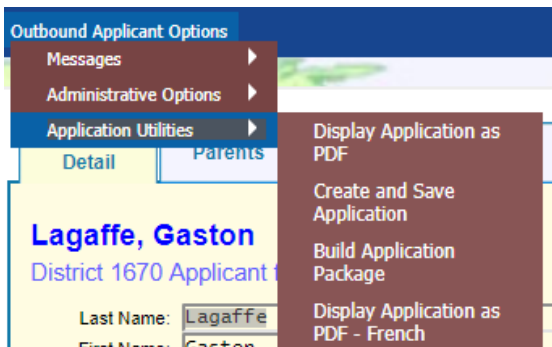 Outbound Applicant Options
Messages
Administrative Options
Application Utilities
Display Application as
PDF
Create and Save
Application
Build Application
Package
Display Application as
PDF - French
Detail
Parents
Lagaffe, Gaston
District 1670 Applicant
Last Name: Lagaffe
First Name: Gaston